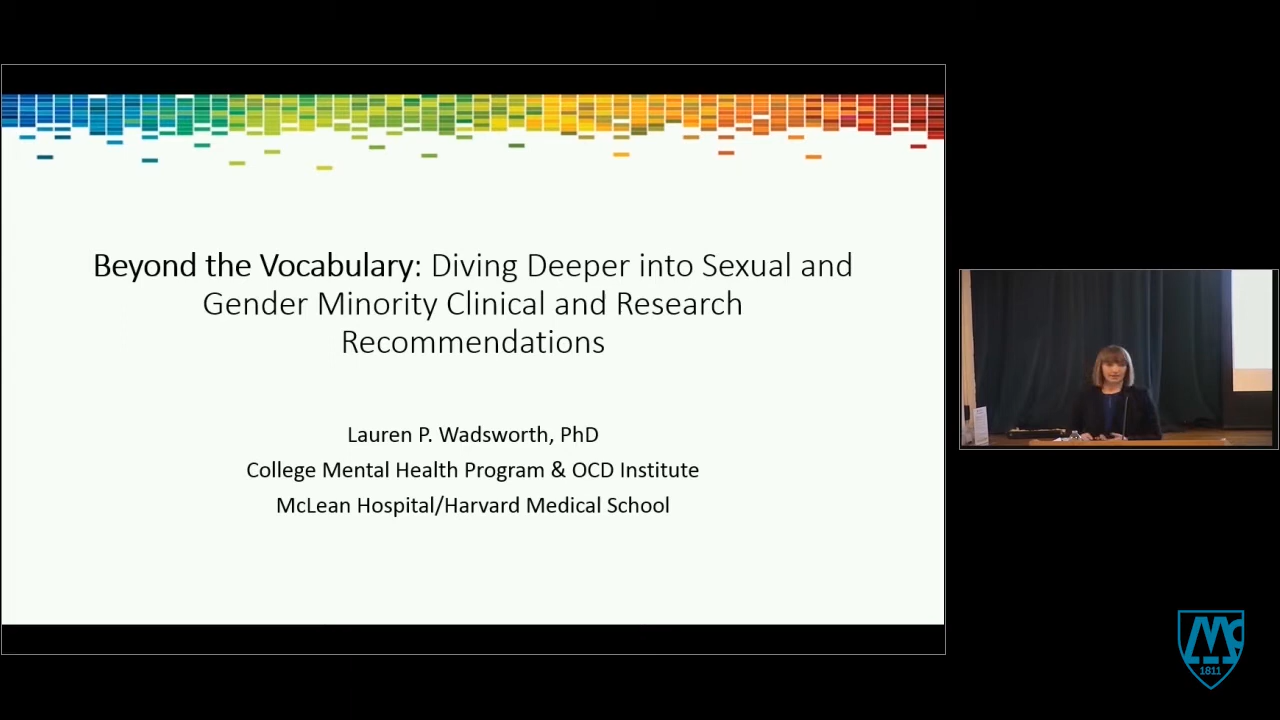 Beyond the Vocabulary: Diving Deeper into Sexual and
Gender Minority Clinical and Research
Recommendations
Lauren P. Wadsworth, PhD
College Mental Health Program & OCD Institute
McLean Hospital/Harvard Medical School
Mc
1811